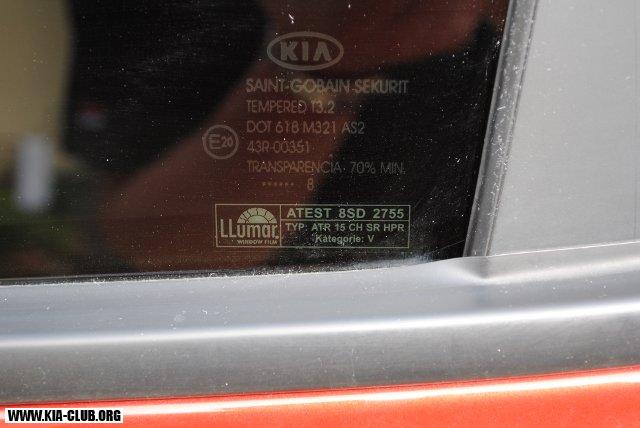 KIA
SAINT-GOBAIN SEKURIT
TEMPERED T3.2
DOT 618 M321 AS2
E20
43R-00351
TRANSPARENCIA 70% MIN.
...... 8
LLumar
WINDOW FILM
ATEST 8SD 2755
TYP: ATR 15 CH SR HPR
Kategorie: V
WWW.KIA-CLUB.ORG